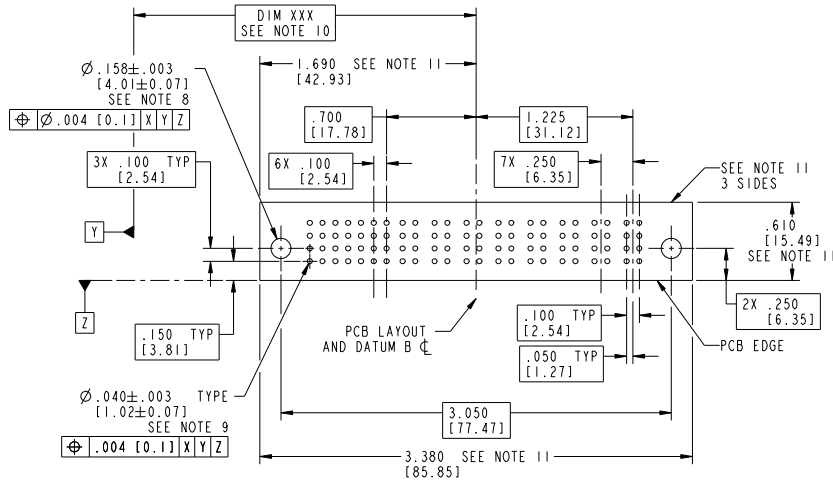 DIM XXX
SEE NOTE 10
1.690 SEE NOTE 11
[42.93]
Ø.158±.003
[4.01±0.07]
SEE NOTE 8
⌖ Ø.004 [0.1] X Y Z
.700
[17.78]
1.225
[31.12]
3X .100 TYP
[2.54]
6X .100
[2.54]
7X .250
[6.35]
SEE NOTE 11
3 SIDES
Y
.610
[15.49]
SEE NOTE 11
Z
2X .250
[6.35]
.150 TYP
[3.81]
PCB LAYOUT
AND DATUM B ℄
.100 TYP
[2.54]
PCB EDGE
.050 TYP
[1.27]
Ø.040±.003 TYPE
[1.02±0.07]
SEE NOTE 9
⌖ .004 [0.1] X Y Z
3.050
[77.47]
3.380 SEE NOTE 11
[85.85]